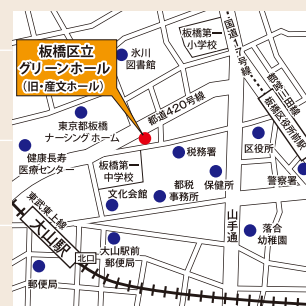 板橋区立
グリーンホール
(旧・産文ホール)
氷川
図書館
板橋第一
小学校
国道17号線
都営三田線
板橋区役所前駅
都道420号線
東京都板橋
ナーシングホーム
健康長寿
医療センター
税務署
区役所
板橋第一
中学校
都税
事務所
保健所
警察署
文化会館
東武東上線
大山駅
北口
大山駅前
郵便局
山手通
落合
幼稚園
郵便局